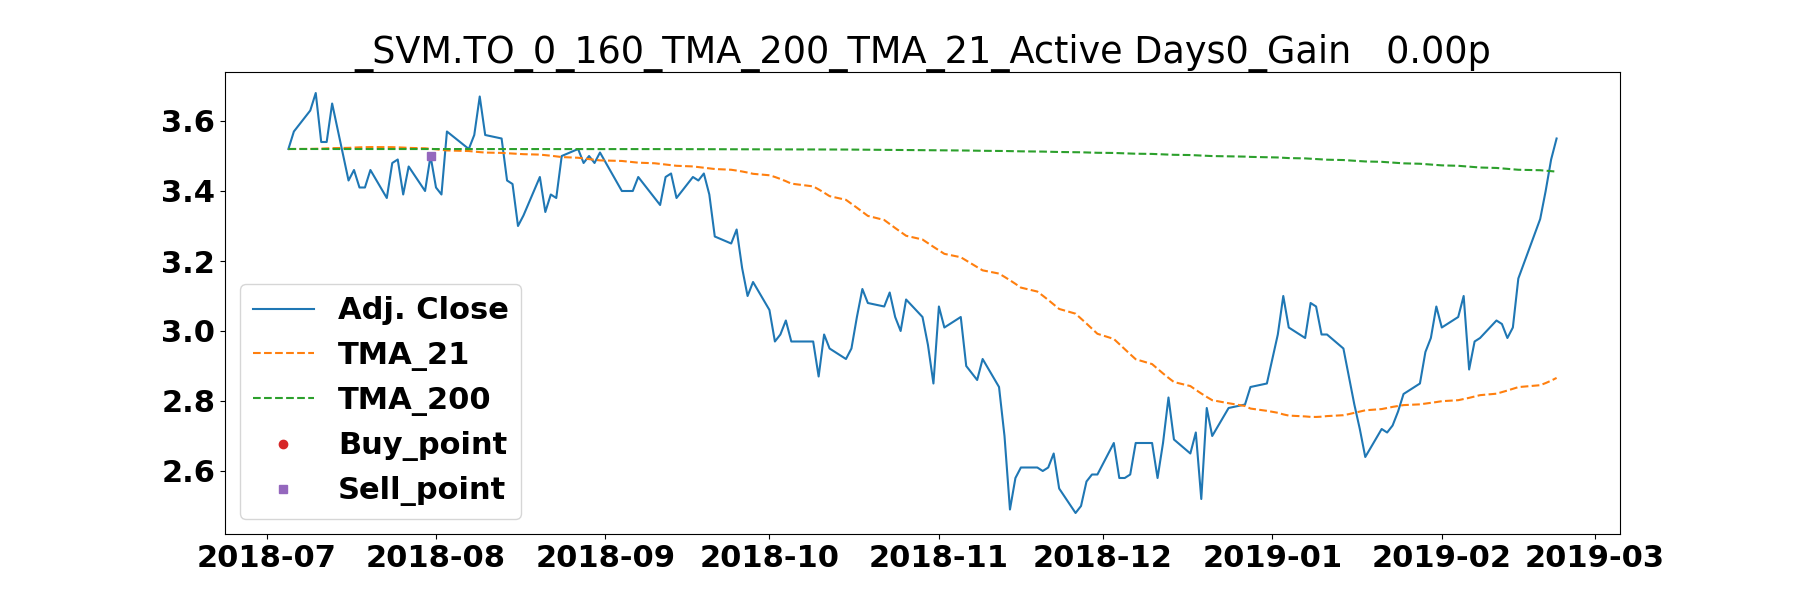 _SVM.TO_0_160_TMA_200_TMA_21_Active Days0_Gain   0.00p
3.6
3.4
3.2
3.0
2.8
2.6
Adj. Close
TMA_21
TMA_200
Buy_point
Sell_point
2018-07 2018-08 2018-09 2018-10 2018-11 2018-12 2019-01 2019-02 2019-03